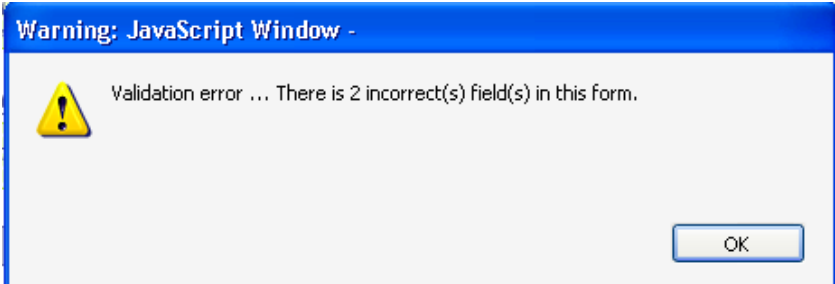 Warning: JavaScript Window -
Validation error ... There is 2 incorrect(s) field(s) in this form.
OK